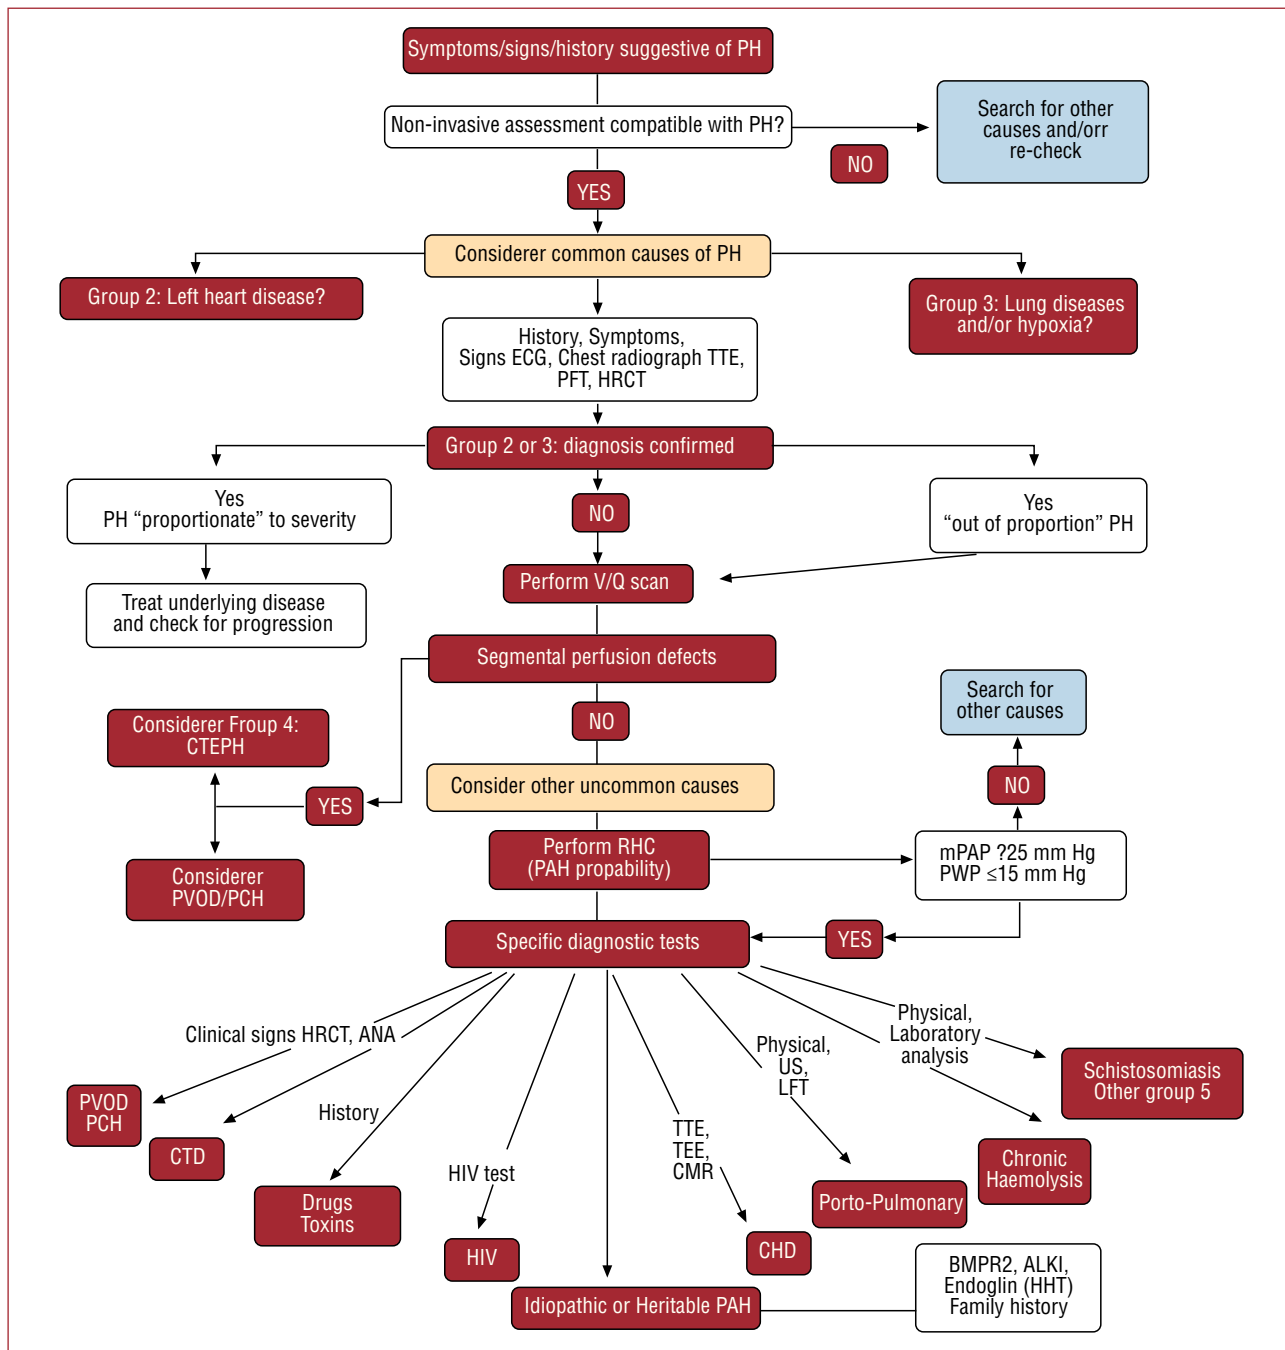 Symptoms/signs/history suggestive of PH
Non-invasive assessment compatible with PH?
NO
Search for other
causes and/orr
re-check
YES
Considerer common causes of PH
Group 2: Left heart disease?
Group 3: Lung diseases
and/or hypoxia?
History, Symptoms,
Signs ECG, Chest radiograph TTE,
PFT, HRCT
Group 2 or 3: diagnosis confirmed
Yes
PH “proportionate” to severity
NO
Yes
“out of proportion” PH
Perform V/Q scan
Treat underlying disease
and check for progression
Segmental perfusion defects
Search for
other causes
Considerer Froup 4:
CTEPH
NO
NO
YES
Consider other uncommon causes
Perform RHC
(PAH propability)
mPAP ?25 mm Hg
PWP ≤15 mm Hg
Considerer
PVOD/PCH
Specific diagnostic tests
YES
Clinical signs HRCT, ANA
Physical,
Laboratory
analysis
Physical,
US,
LFT
Schistosomiasis
Other group 5
PVOD
PCH
History
CTD
TTE,
TEE,
CMR
HIV test
Chronic
Haemolysis
Drugs
Toxins
Porto-Pulmonary
HIV
CHD
BMPR2, ALKI,
Endoglin (HHT)
Family history
Idiopathic or Heritable PAH